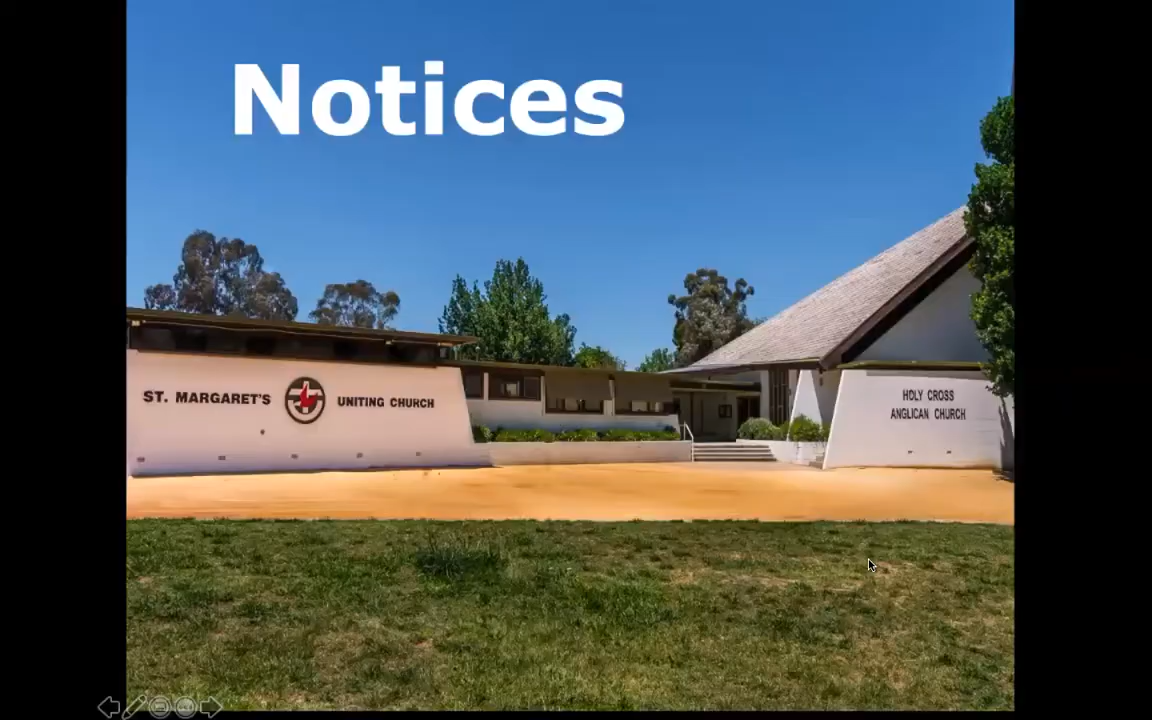 Notices
ST. MARGARET'S UNITING CHURCH
HOLY CROSS
ANGLICAN CHURCH